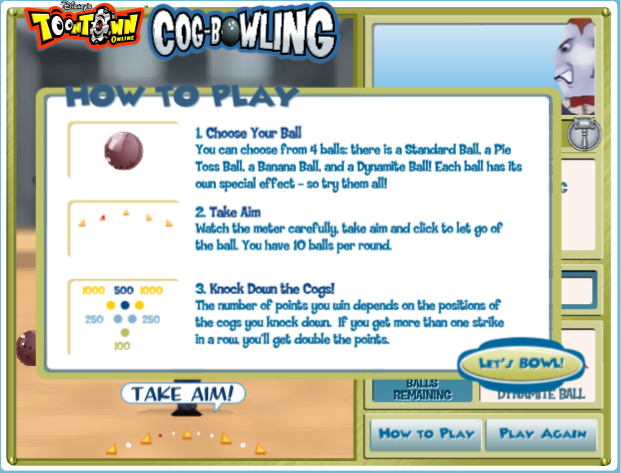 Disney's
TOONTOWN
ONLINE
COG-BOWLING
HOW TO PLAY
1. Choose Your Ball
You can choose from 4 balls: there is a Standard Ball, a Pie
Toss Ball, a Banana Ball, and a Dynamite Ball! Each ball has its
own special effect - so try them all!
2. Take Aim
Watch the meter carefully, take aim and click to let go of
the ball. You have 10 balls per round.
3. Knock Down the Cogs!
The number of points you win depends on the positions of
the cogs you knock down. If you get more than one strike
in a row, you'll get double the points.
1000 500 1000
250 250
100
LET'S BOWL!
TAKE AIM!
BALLS
REMAINING
DYNAMITE BALL
HOW TO PLAY
PLAY AGAIN